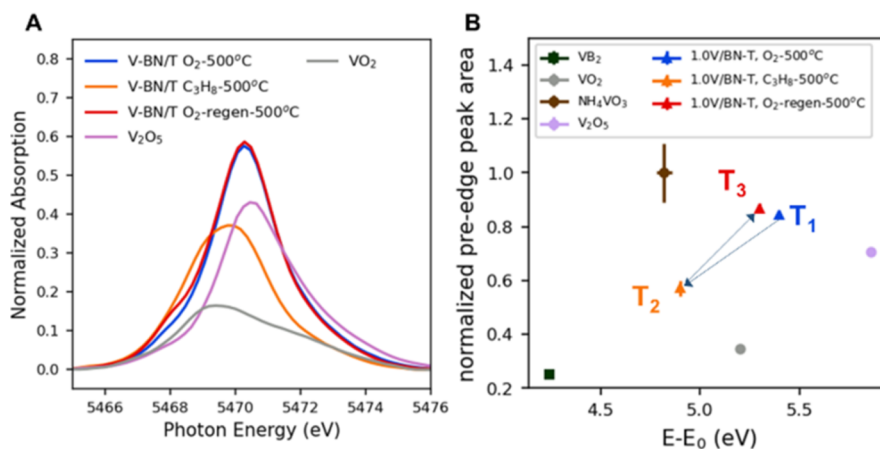 A
Normalized Absorption
0.8
0.7
0.6
0.5
0.4
0.3
0.2
0.1
0.0
V-BN/T O₂-500°C
V-BN/T C₃H₈-500°C
V-BN/T O₂-regen-500°C
V₂O₅
VO₂
5466 5468 5470 5472 5474 5476
Photon Energy (eV)
B
normalized pre-edge peak area
1.4
1.2
1.0
0.8
0.6
0.4
0.2
VB₂
VO₂
NH₄VO₃
V₂O₅
1.0V/BN-T, O₂-500°C
1.0V/BN-T, C₃H₈-500°C
1.0V/BN-T, O₂-regen-500°C
T₃
T₁
T₂
4.5 5.0 5.5
E-E₀ (eV)